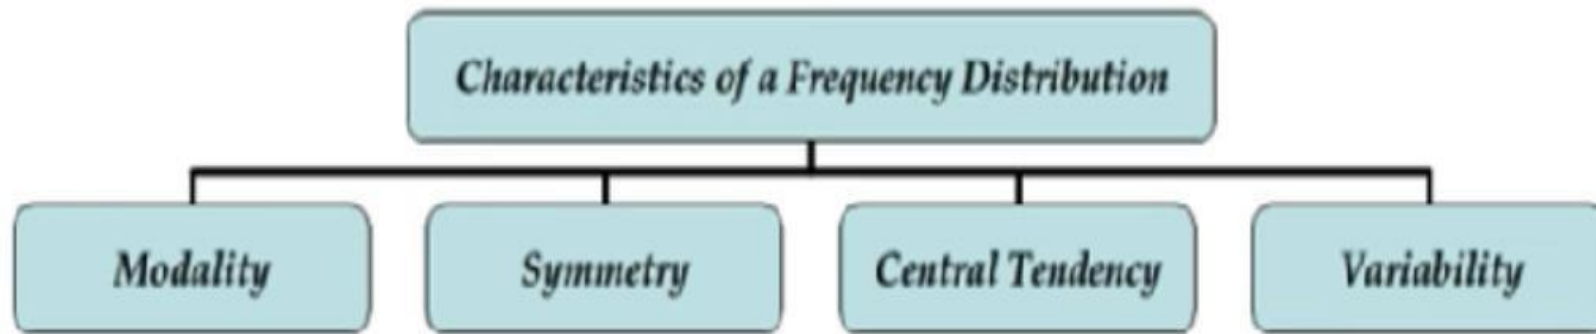 Characteristics of a Frequency Distribution
Modality
Symmetry
Central Tendency
Variability